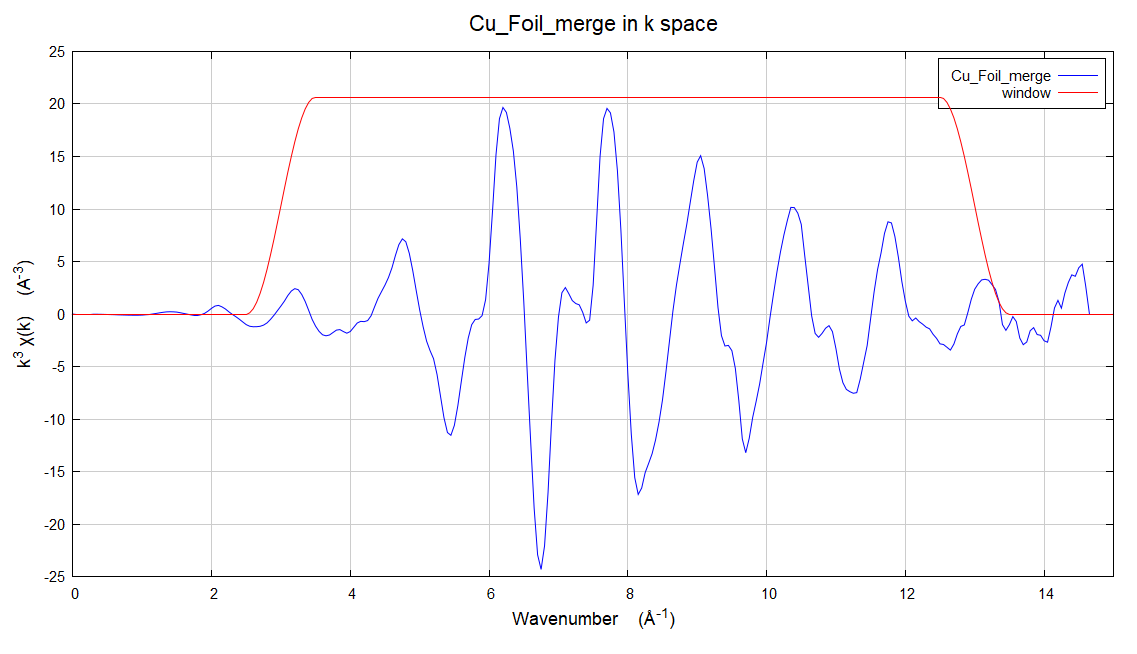 Cu_Foil_merge in k space
25
20
15
10
5
0
-5
-10
-15
-20
-25
k³ χ(k) (Å⁻³)
Cu_Foil_merge
window
0 2 4 6 8 10 12 14
Wavenumber (Å⁻¹)